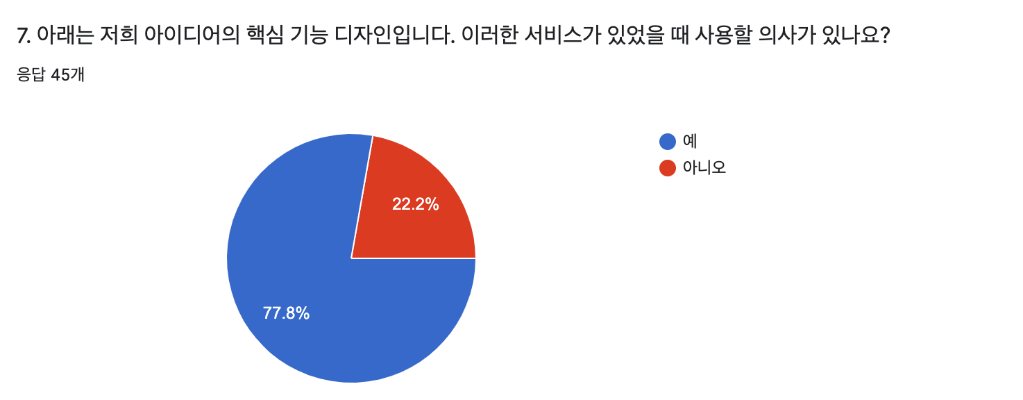 7. 아래는 저희 아이디어의 핵심 기능 디자인입니다. 이러한 서비스가 있었을 때 사용할 의사가 있나요?
응답 45개
예
아니오
22.2%
77.8%